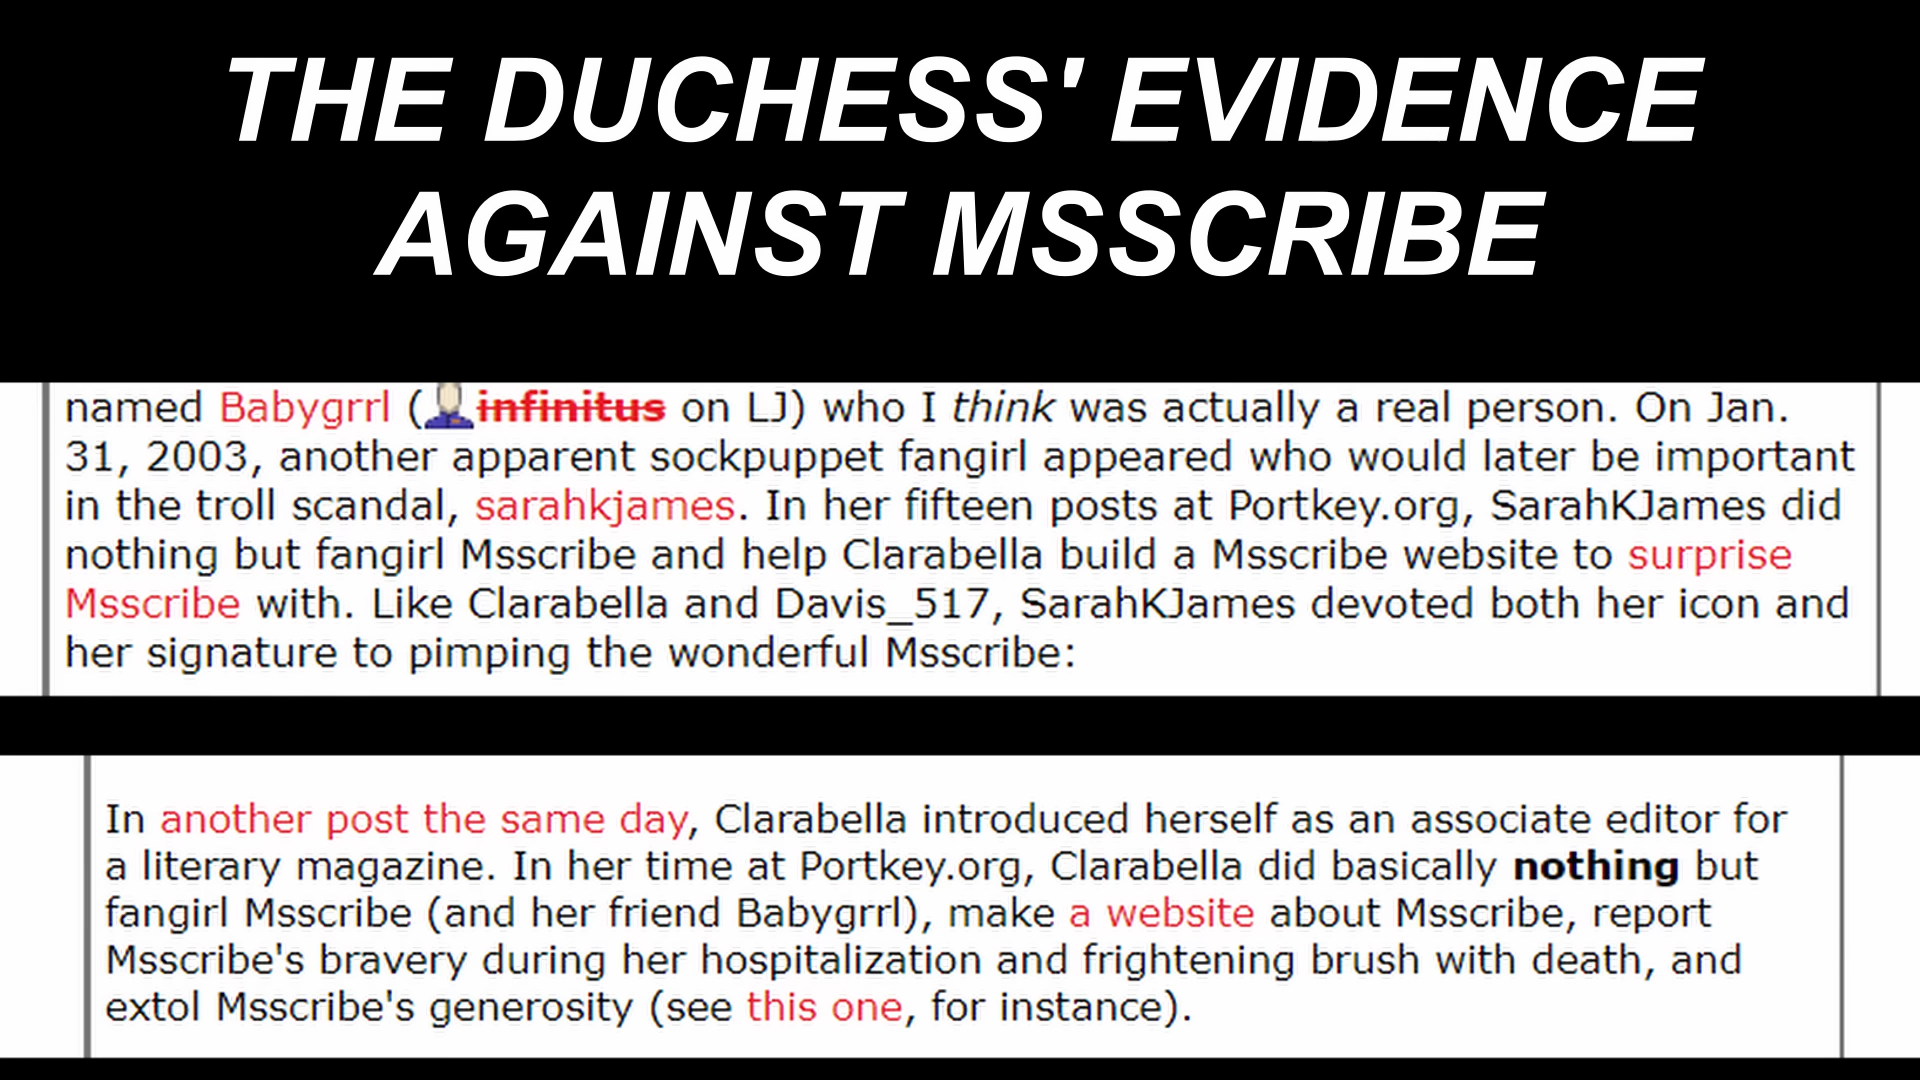 THE DUCHESS' EVIDENCE
AGAINST MSSCRIBE
named Babygrrl (infinitus on LJ) who I think was actually a real person. On Jan.
31, 2003, another apparent sockpuppet fangirl appeared who would later be important
in the troll scandal, sarahkjames. In her fifteen posts at Portkey.org, SarahKJames did
nothing but fangirl Msscribe and help Clarabella build a Msscribe website to surprise
Msscribe with. Like Clarabella and Davis_517, SarahKJames devoted both her icon and
her signature to pimping the wonderful Msscribe:
In another post the same day, Clarabella introduced herself as an associate editor for
a literary magazine. In her time at Portkey.org, Clarabella did basically nothing but
fangirl Msscribe (and her friend Babygrrl), make a website about Msscribe, report
Msscribe's bravery during her hospitalization and frightening brush with death, and
extol Msscribe's generosity (see this one, for instance).